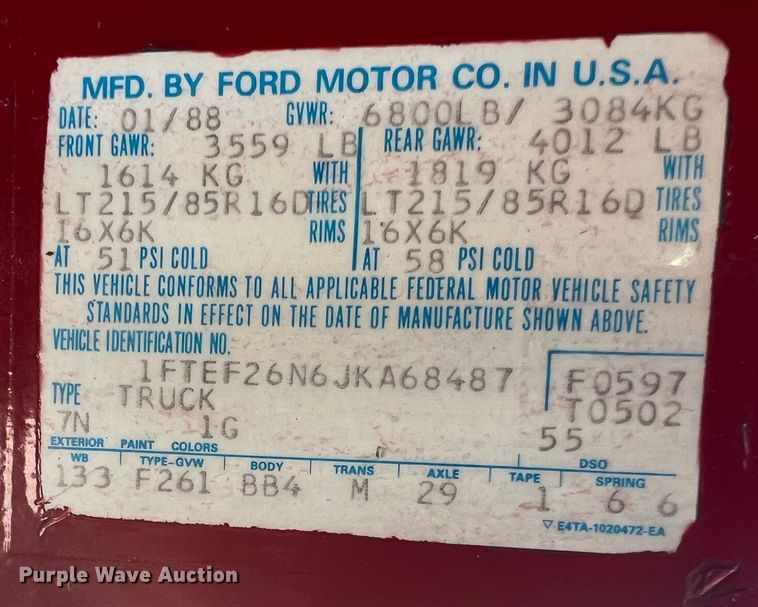 MFD. BY FORD MOTOR CO. IN U.S.A.
DATE: 01/88 GVWR: 6800LB/ 3084KG
FRONT GAWR: 3559 LB REAR GAWR: 4012 LB
1614 KG WITH 1819 KG WITH
LT215/85R16D TIRES LT215/85R16D TIRES
16X6K RIMS 16X6K RIMS
AT 51 PSI COLD AT 58 PSI COLD
THIS VEHICLE CONFORMS TO ALL APPLICABLE FEDERAL MOTOR VEHICLE SAFETY
STANDARDS IN EFFECT ON THE DATE OF MANUFACTURE SHOWN ABOVE.
VEHICLE IDENTIFICATION NO.
1FTEF26N6JKA68487 F0597
TYPE TRUCK T0502
7N 1G 55
EXTERIOR PAINT COLORS DSO
WB TYPE-GVW BODY TRANS AXLE TAPE SPRING
133 F261 BB4 M 29 1 6 6
▽ E4TA-1020472-EA
Purple Wave Auction